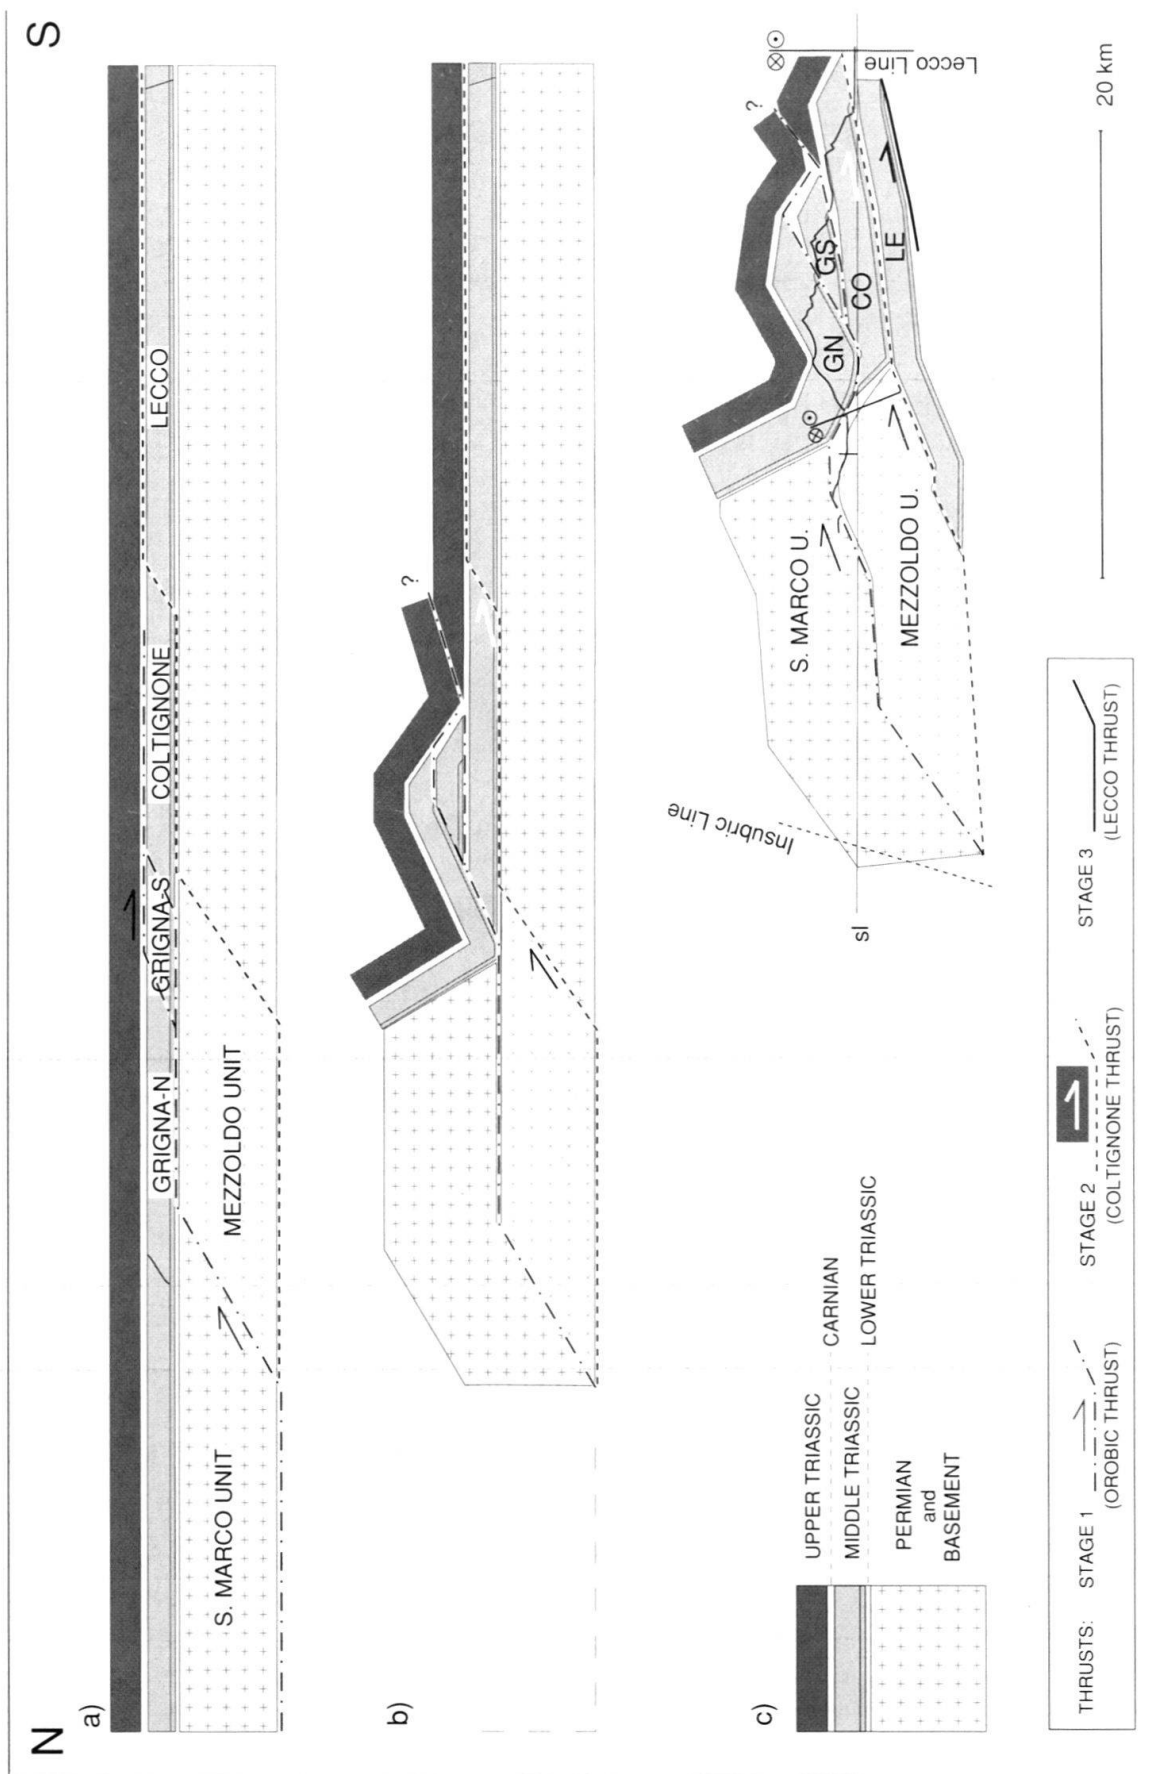 N
S
a)
S. MARCO UNIT
MEZZOLDO UNIT
GRIGNA-N
GRIGNA-S
COLTIGNONE
LECCO
b)
?
c)
?
Lecco Line
GN
GS
CO
LE
S. MARCO U.
MEZZOLDO U.
Insubric Line
sl
20 km
UPPER TRIASSIC
CARNIAN
MIDDLE TRIASSIC
LOWER TRIASSIC
PERMIAN
and
BASEMENT
THRUSTS:
STAGE 1
(OROBIC THRUST)
STAGE 2
(COLTIGNONE THRUST)
STAGE 3
(LECCO THRUST)